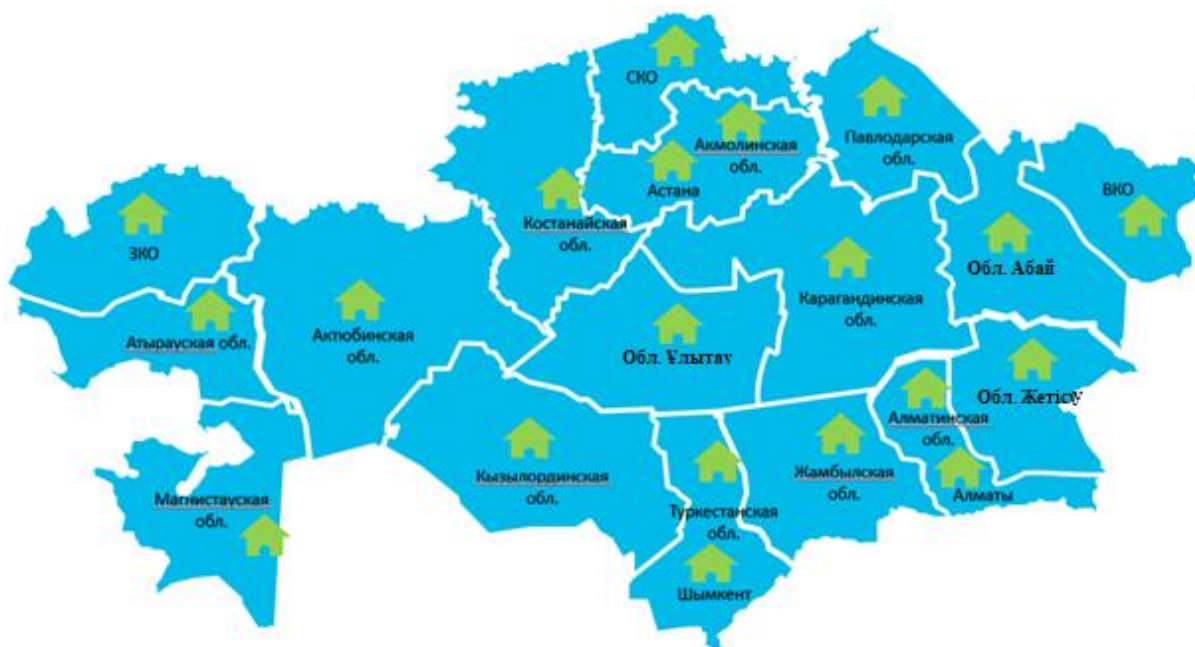 СКО
Павлодарская
обл.
Акмолинская
обл.
Астана
ВКО
ЗКО
Костанайская
обл.
Обл. Абай
Карагандинская
обл.
Атырауская обл.
Актюбинская
обл.
Обл. Ұлытау
Обл. Жетісу
Алматинская
обл.
Кызылординская
обл.
Жамбылская
обл.
Магнистауская
обл.
Алматы
Туркестанская
обл.
Шымкент